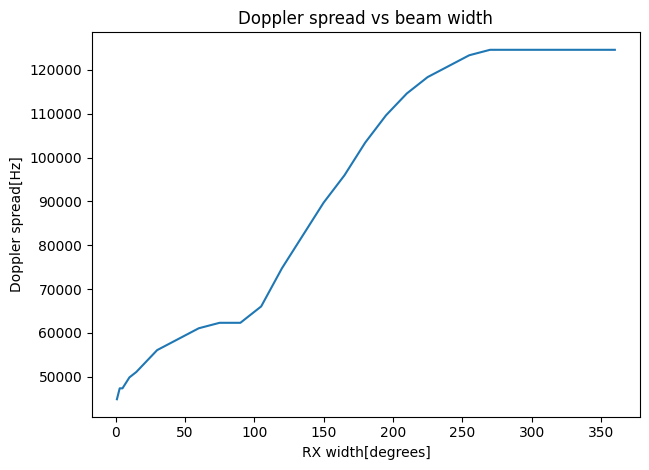 Doppler spread vs beam width
Doppler spread[Hz]
120000
110000
100000
90000
80000
70000
60000
50000
0 50 100 150 200 250 300 350
RX width[degrees]